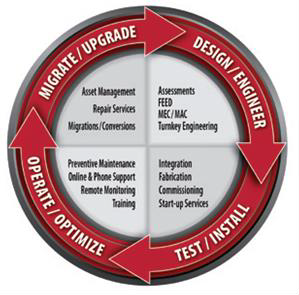 MIGRATE / UPGRADE
DESIGN / ENGINEER
Asset Management
Repair Services
Migrations/Conversions
Assessments
FEED
MEC/MAC
Turnkey Engineering
Preventive Maintenance
Online & Phone Support
Remote Monitoring
Training
Integration
Fabrication
Commissioning
Start-up Services
OPERATE / OPTIMIZE
TEST / INSTALL